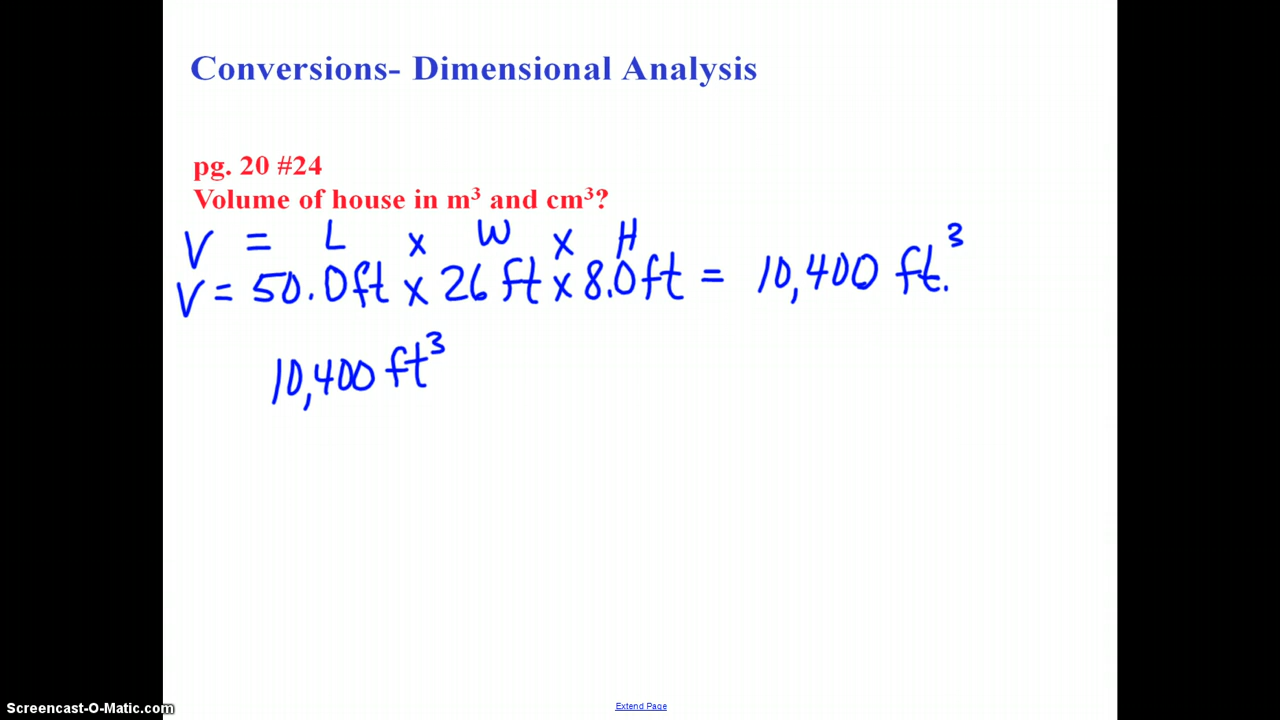 Conversions- Dimensional Analysis
pg. 20 #24
Volume of house in m³ and cm³?
V = L x W x H
V = 50.0ft x 26 ft x 8.0ft = 10,400 ft.³
10,400 ft³
Screencast-O-Matic.com
Extend Page